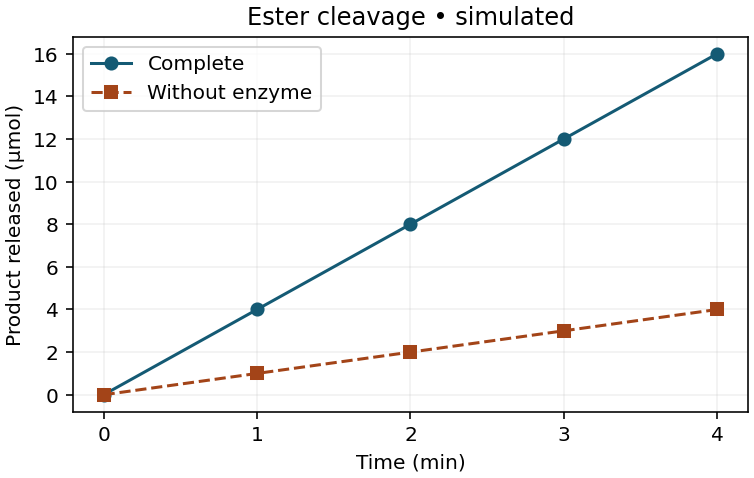 Ester cleavage • simulated
Complete
Without enzyme
Product released (µmol)
16
14
12
10
8
6
4
2
0
0 1 2 3 4
Time (min)